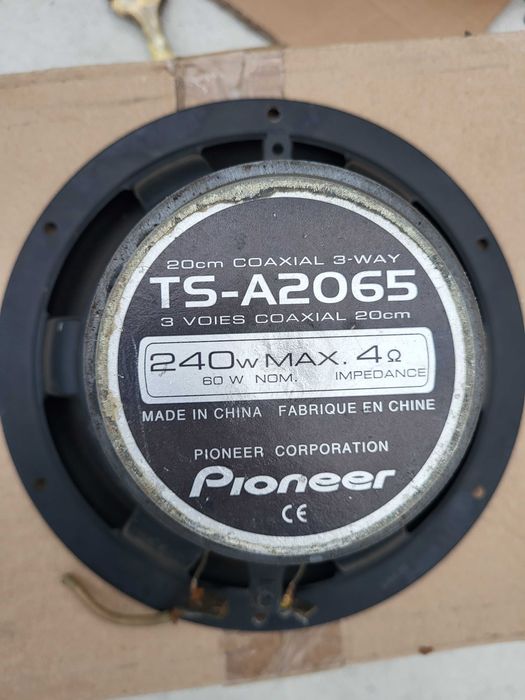 20cm COAXIAL 3-WAY
TS-A2065
3 VOIES COAXIAL 20cm
240W MAX. 4Ω
60 W NOM. IMPEDANCE
MADE IN CHINA FABRIQUE EN CHINE
PIONEER CORPORATION
Pioneer
CE